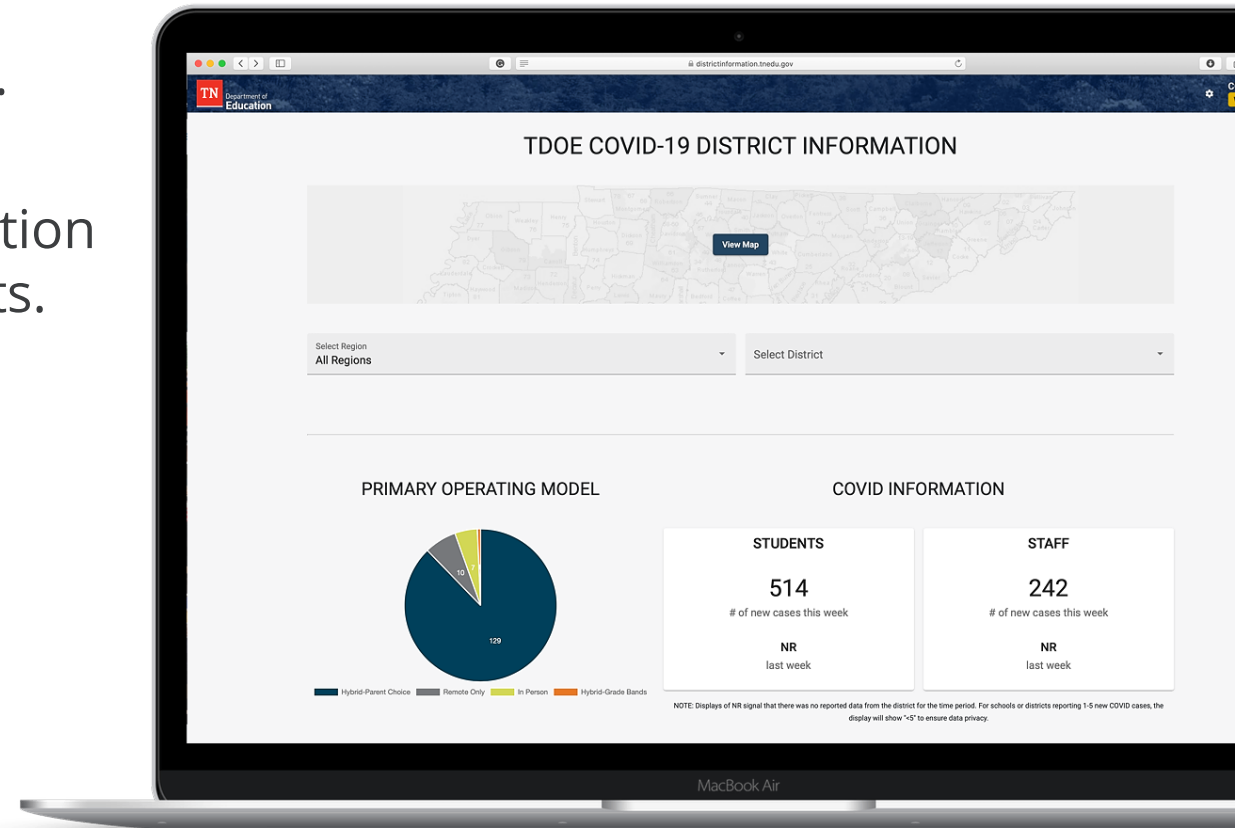 .
tion
ts.
districtinformation.tnedu.gov
TN
Department of
Education
TDOE COVID-19 DISTRICT INFORMATION
View Map
Select Region
All Regions
Select District
PRIMARY OPERATING MODEL
COVID INFORMATION
10
7
129
Hybrid-Parent Choice
Remote Only
In Person
Hybrid-Grade Bands
STUDENTS
514
# of new cases this week
NR
last week
STAFF
242
# of new cases this week
NR
last week
NOTE: Displays of NR signal that there was no reported data from the district for the time period. For schools or districts reporting 1-5 new COVID cases, the
display will show "<5" to ensure data privacy.
MacBook Air